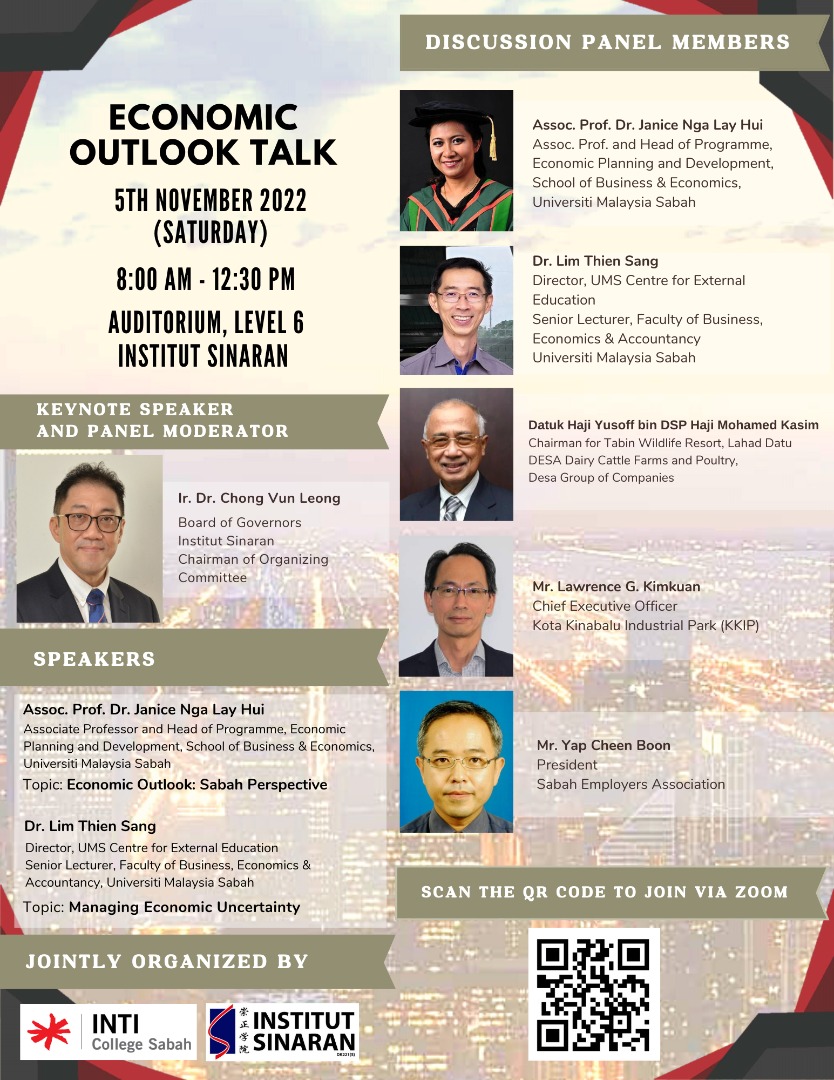 ECONOMIC
OUTLOOK TALK
5TH NOVEMBER 2022
(SATURDAY)
8:00 AM - 12:30 PM
AUDITORIUM, LEVEL 6
INSTITUT SINARAN
KEYNOTE SPEAKER
AND PANEL MODERATOR
Ir. Dr. Chong Vun Leong
Board of Governors
Institut Sinaran
Chairman of Organizing
Committee
SPEAKERS
Assoc. Prof. Dr. Janice Nga Lay Hui
Associate Professor and Head of Programme, Economic
Planning and Development, School of Business & Economics,
Universiti Malaysia Sabah
Topic: Economic Outlook: Sabah Perspective
Dr. Lim Thien Sang
Director, UMS Centre for External Education
Senior Lecturer, Faculty of Business, Economics &
Accountancy, Universiti Malaysia Sabah
Topic: Managing Economic Uncertainty
JOINTLY ORGANIZED BY
INTI
College Sabah
崇正学院
INSTITUT
SINARAN
DISCUSSION PANEL MEMBERS
Assoc. Prof. Dr. Janice Nga Lay Hui
Assoc. Prof. and Head of Programme,
Economic Planning and Development,
School of Business & Economics,
Universiti Malaysia Sabah
Dr. Lim Thien Sang
Director, UMS Centre for External
Education
Senior Lecturer, Faculty of Business,
Economics & Accountancy
Universiti Malaysia Sabah
Datuk Haji Yusoff bin DSP Haji Mohamed Kasim
Chairman for Tabin Wildlife Resort, Lahad Datu
DESA Dairy Cattle Farms and Poultry,
Desa Group of Companies
Mr. Lawrence G. Kimkuan
Chief Executive Officer
Kota Kinabalu Industrial Park (KKIP)
Mr. Yap Cheen Boon
President
Sabah Employers Association
SCAN THE QR CODE TO JOIN VIA ZOOM